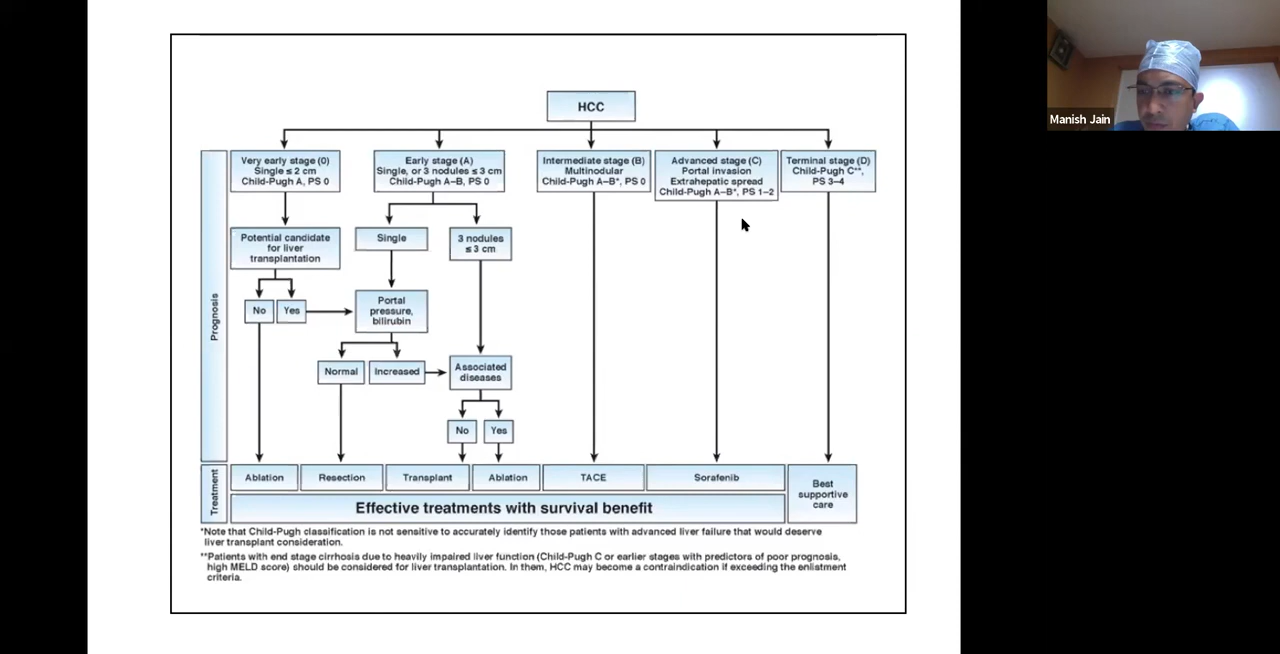 HCC
Very early stage (0)
Single ≤ 2 cm
Child-Pugh A, PS 0
Early stage (A)
Single, or 3 nodules ≤ 3 cm
Child-Pugh A–B, PS 0
Intermediate stage (B)
Multinodular
Child-Pugh A–B*, PS 0
Advanced stage (C)
Portal invasion
Extrahepatic spread
Child-Pugh A–B*, PS 1–2
Terminal stage (D)
Child-Pugh C**,
PS 3–4
Potential candidate
for liver
transplantation
Single
3 nodules
≤ 3 cm
No
Yes
Portal
pressure,
bilirubin
Normal
Increased
Associated
diseases
No
Yes
Prognosis
Treatment
Ablation
Resection
Transplant
Ablation
TACE
Sorafenib
Best
supportive
care
Effective treatments with survival benefit
*Note that Child-Pugh classification is not sensitive to accurately identify those patients with advanced liver failure that would deserve
liver transplant consideration.
**Patients with end stage cirrhosis due to heavily impaired liver function (Child-Pugh C or earlier stages with predictors of poor prognosis,
high MELD score) should be considered for liver transplantation. In them, HCC may become a contraindication if exceeding the enlistment
criteria.
Manish Jain